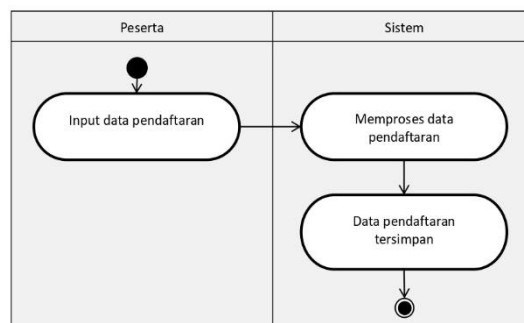 Peserta
Sistem
Input data pendaftaran
Memproses data
pendaftaran
Data pendaftaran
tersimpan